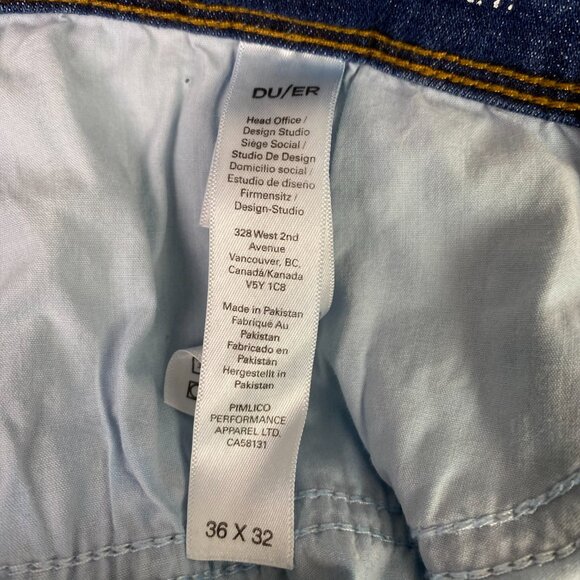 DU/ER
Head Office /
Design Studio
Siège Social /
Studio De Design
Domicilio social /
Estudio de diseño
Firmensitz /
Design-Studio
328 West 2nd
Avenue
Vancouver, BC,
Canadá/Kanada
V5Y 1C8
Made in Pakistan
Fabriqué Au
Pakistan
Fabricado en
Pakistán
Hergestellt in
Pakistan
PIMLICO
PERFORMANCE
APPAREL LTD.
CA58131
36 X 32